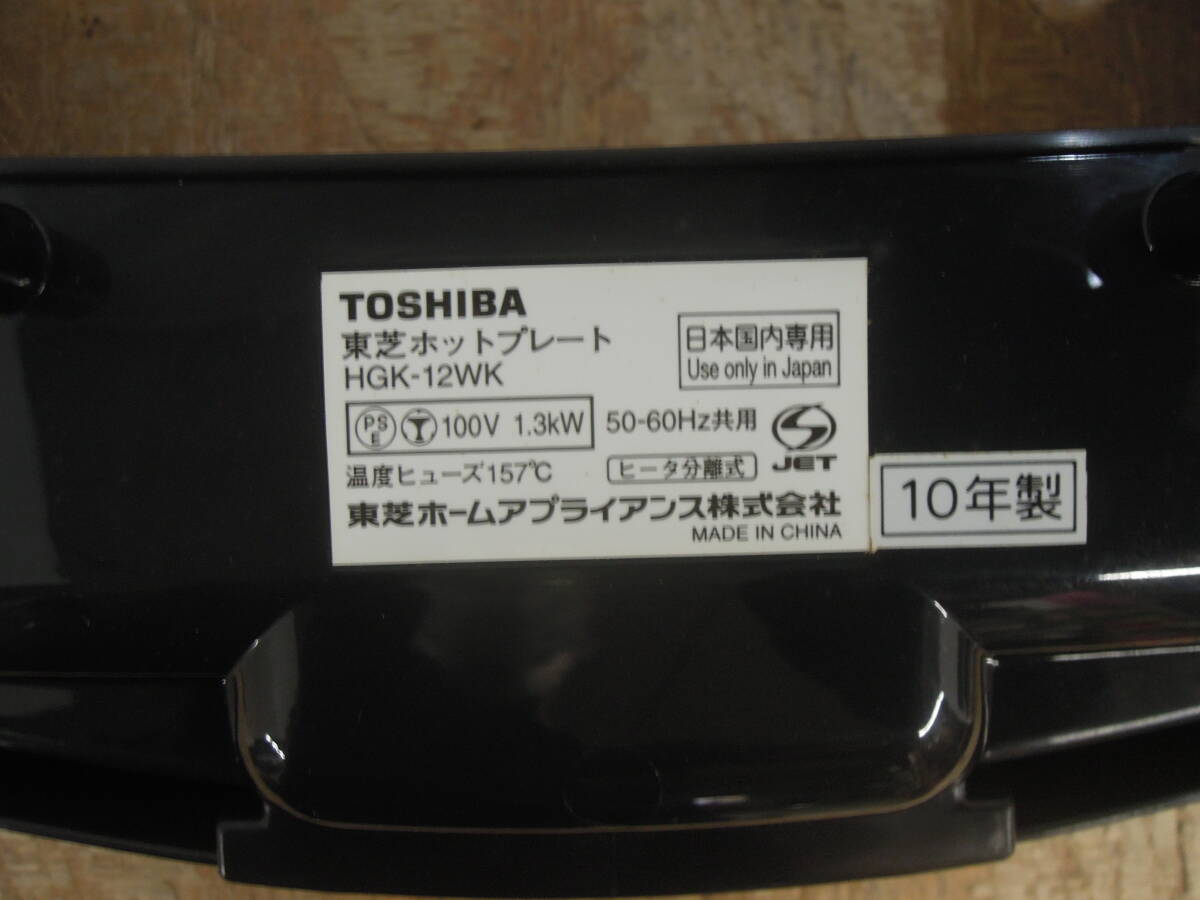 TOSHIBA
東芝ホットプレート
HGK-12WK
日本国内専用
Use only in Japan
PS
E
T 100V 1.3kW
50-60Hz共用
JET
温度ヒューズ157℃
ヒータ分離式
東芝ホームアプライアンス株式会社
MADE IN CHINA
10年製